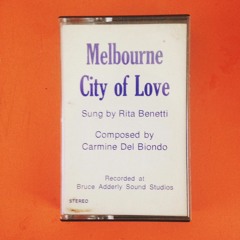 Melbourne
City of Love
Sung by Rita Benetti
Composed by
Carmine Del Biondo
Recorded at
Bruce Adderly Sound Studios
STEREO